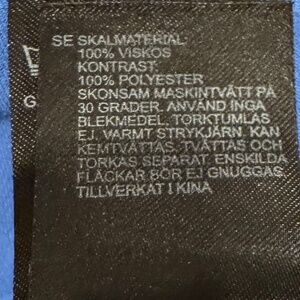 SE SKALMATERIAL:
100% VISKOS
KONTRAST:
100% POLYESTER
SKONSAM MASKINTVÄTT PÅ
30 GRADER. ANVÄND INGA
BLEKMEDEL. TORKTUMLAS
EJ. VARMT STRYKJÄRN. KAN
KEMTVÄTTAS. TVÄTTAS OCH
TORKAS SEPARAT. ENSKILDA
FLÄCKAR BÖR EJ GNUGGAS.
TILLVERKAT I KINA
G